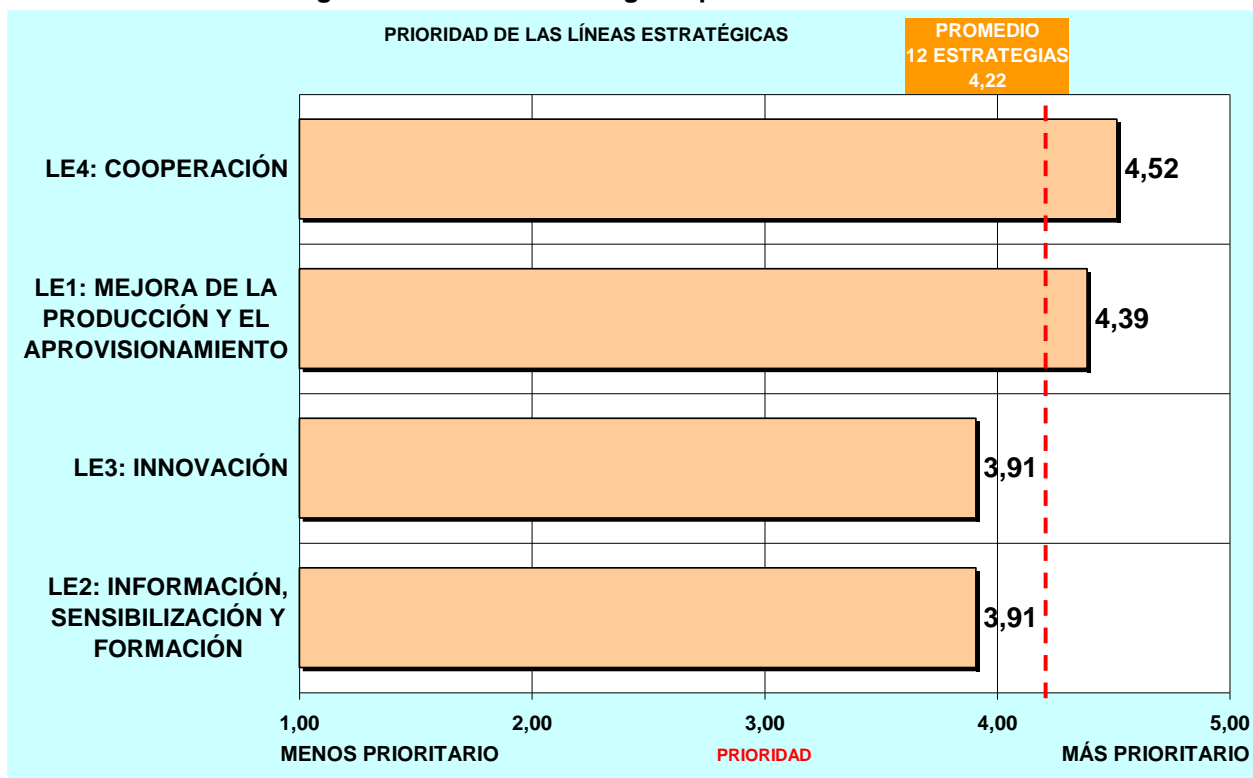 PRIORIDAD DE LAS LÍNEAS ESTRATÉGICAS
PROMEDIO
12 ESTRATEGIAS
4,22
LE4: COOPERACIÓN
4,52
LE1: MEJORA DE LA
PRODUCCIÓN Y EL
APROVISIONAMIENTO
4,39
LE3: INNOVACIÓN
3,91
LE2: INFORMACIÓN,
SENSIBILIZACIÓN Y
FORMACIÓN
3,91
1,00 2,00 3,00 4,00 5,00
MENOS PRIORITARIO PRIORIDAD MÁS PRIORITARIO